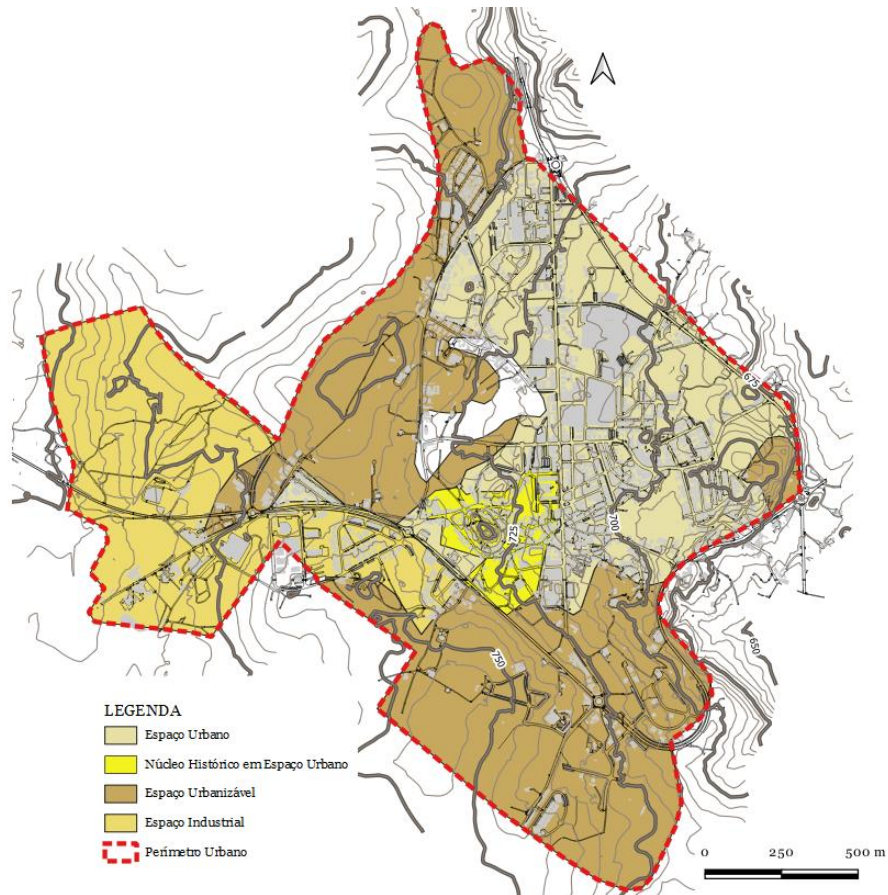 675
700
725
650
750
LEGENDA
Espaço Urbano
Núcleo Histórico em Espaço Urbano
Espaço Urbanizável
Espaço Industrial
Perímetro Urbano
0 250 500 m